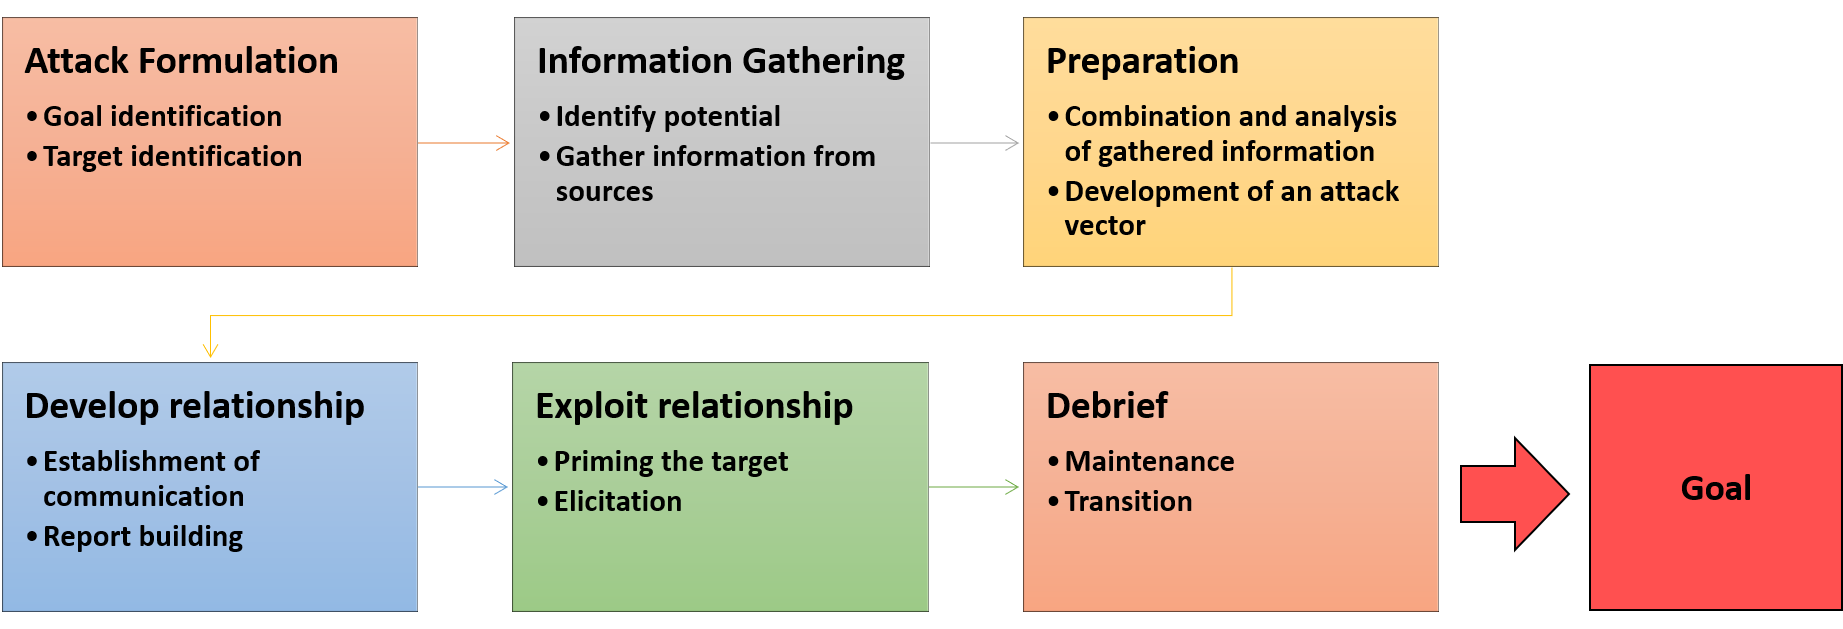 Attack Formulation
• Goal identification
• Target identification
Information Gathering
• Identify potential
• Gather information from
sources
Preparation
• Combination and analysis
of gathered information
• Development of an attack
vector
Develop relationship
• Establishment of
communication
• Report building
Exploit relationship
• Priming the target
• Elicitation
Debrief
• Maintenance
• Transition
Goal